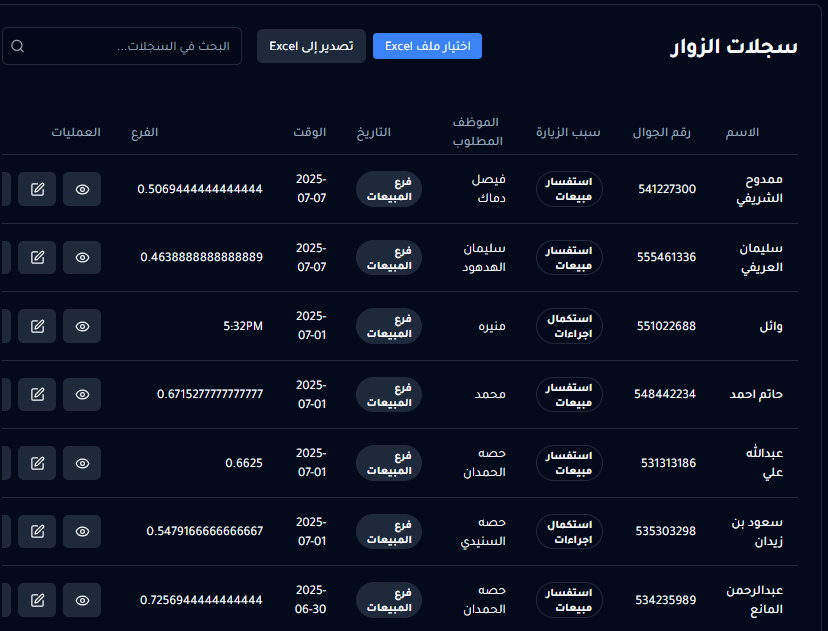 سجلات الزوار
اختيار ملف Excel
تصدير إلى Excel
البحث في السجلات...
الاسم
رقم الجوال
سبب الزيارة
الموظف
المطلوب
التاريخ
الوقت
الفرع
العمليات
ممدوح
الشريفي
541227300
استفسار
مبيعات
فيصل
دماك
فرع
المبيعات
2025-
07-07
0.5069444444444444
سليمان
العريفي
555461336
استفسار
مبيعات
سليمان
الهدهود
فرع
المبيعات
2025-
07-07
0.4638888888888889
وائل
551022688
استكمال
اجراءات
منيره
فرع
المبيعات
2025-
07-01
5:32PM
حاتم احمد
548442234
استفسار
مبيعات
محمد
فرع
المبيعات
2025-
07-01
0.6715277777777777
عبدالله
علي
531313186
استفسار
مبيعات
حصه
الحمدان
فرع
المبيعات
2025-
07-01
0.6625
سعود بن
زيدان
535303298
استكمال
اجراءات
حصه
السنيدي
فرع
المبيعات
2025-
07-01
0.5479166666666667
عبدالرحمن
المانع
534235989
استفسار
مبيعات
حصه
الحمدان
فرع
المبيعات
2025-
06-30
0.7256944444444444